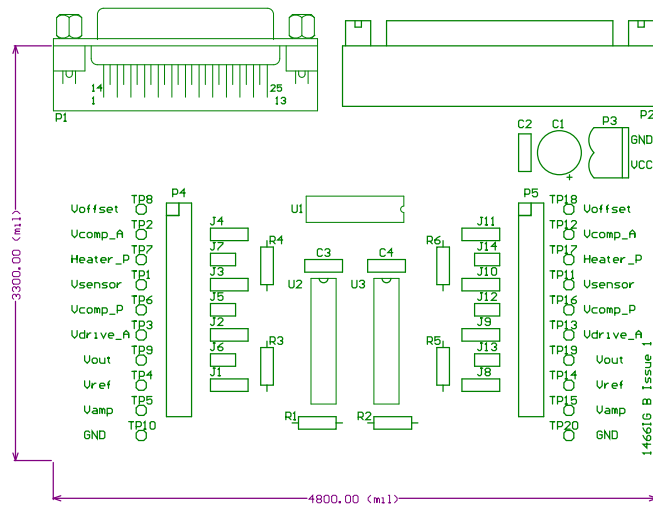 14
25
1
13
P1
P2
C2
C1
P3
GND
+
VCC
P4
P5
TP8
TP18
Voffset
U1
Voffset
TP2
J4
J11
TP12
Vcomp_A
R4
R6
Vcomp_A
TP7
J7
C3
C4
J14
TP17
Heater_P
Heater_P
TP1
J3
U2
U3
J10
TP11
Vsensor
Vsensor
TP6
J5
J12
TP16
Vcomp_P
Vcomp_P
TP3
J2
J9
TP13
Vdrive_A
Vdrive_A
TP9
J6
R3
R5
J13
TP19
Vout
Vout
TP4
J1
J8
TP14
Vref
Vref
TP5
TP15
Vamp
R1
R2
Vamp
TP10
TP20
GND
GND
1466IG B Issue 1
3300.00 (mil)
4800.00 (mil)